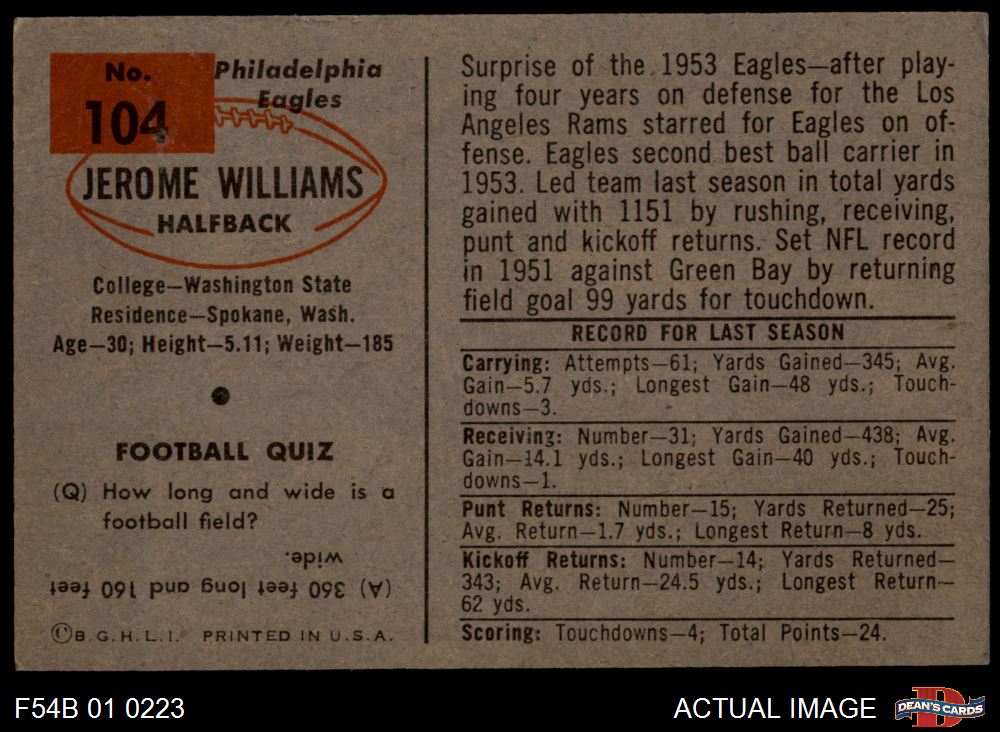 No.
104
Philadelphia
Eagles
JEROME WILLIAMS
HALFBACK
College—Washington State
Residence—Spokane, Wash.
Age—30; Height—5.11; Weight—185
FOOTBALL QUIZ
(Q) How long and wide is a
football field?
(A) 360 feet long and 160 feet
wide.
©B.G.H.L.I. PRINTED IN U.S.A.
Surprise of the 1953 Eagles—after play-
ing four years on defense for the Los
Angeles Rams starred for Eagles on of-
fense. Eagles second best ball carrier in
1953. Led team last season in total yards
gained with 1151 by rushing, receiving,
punt and kickoff returns. Set NFL record
in 1951 against Green Bay by returning
field goal 99 yards for touchdown.
RECORD FOR LAST SEASON
Carrying: Attempts—61; Yards Gained—345; Avg.
Gain—5.7 yds.; Longest Gain—48 yds.; Touch-
downs—3.
Receiving: Number—31; Yards Gained—438; Avg.
Gain—14.1 yds.; Longest Gain—40 yds.; Touch-
downs—1.
Punt Returns: Number—15; Yards Returned—25;
Avg. Return—1.7 yds.; Longest Return—8 yds.
Kickoff Returns: Number—14; Yards Returned—
343; Avg. Return—24.5 yds.; Longest Return—
62 yds.
Scoring: Touchdowns—4; Total Points—24.
F54B 01 0223
ACTUAL IMAGE
DEAN'S CARDS